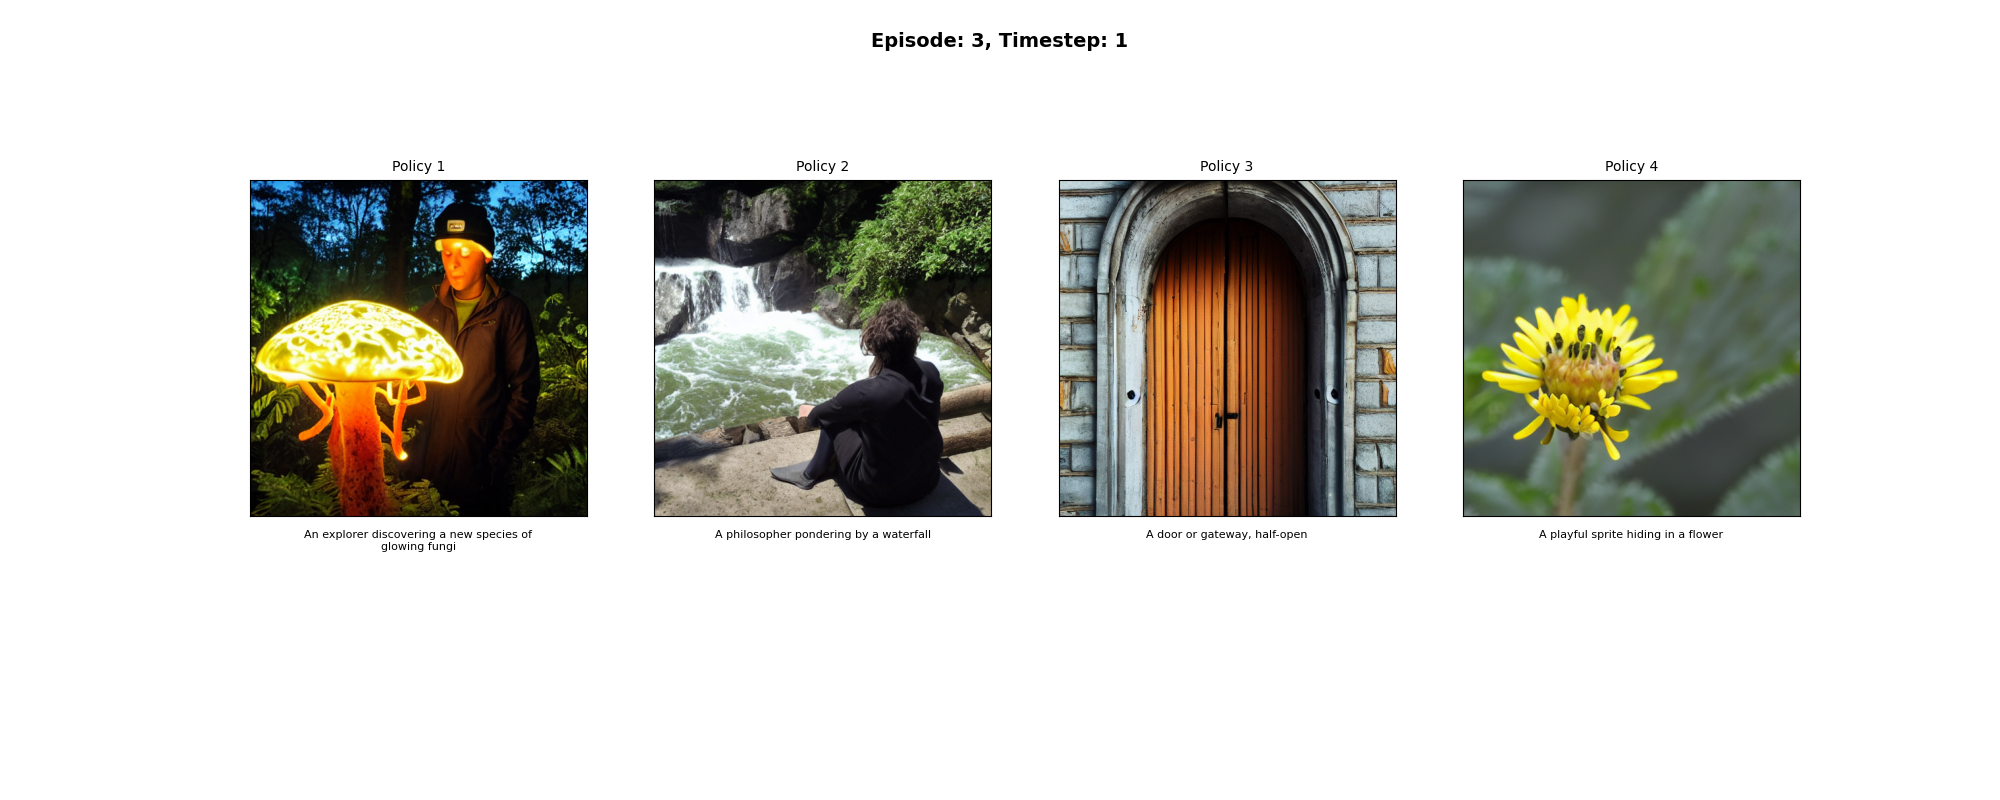 Episode: 3, Timestep: 1
Policy 1
Policy 2
Policy 3
Policy 4
An explorer discovering a new species of
glowing fungi
A philosopher pondering by a waterfall
A door or gateway, half-open
A playful sprite hiding in a flower